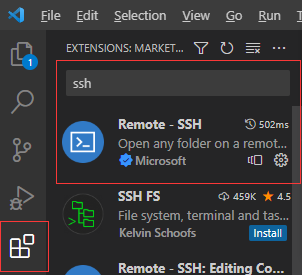 File Edit Selection View Go Run
EXTENSIONS: MARKET...
1
ssh
Remote - SSH 502ms
Open any folder on a remot...
Microsoft
SSH FS 459K 4.5
File system, terminal and tas...
Kelvin Schoofs Install
Remote - SSH: Editing Co...